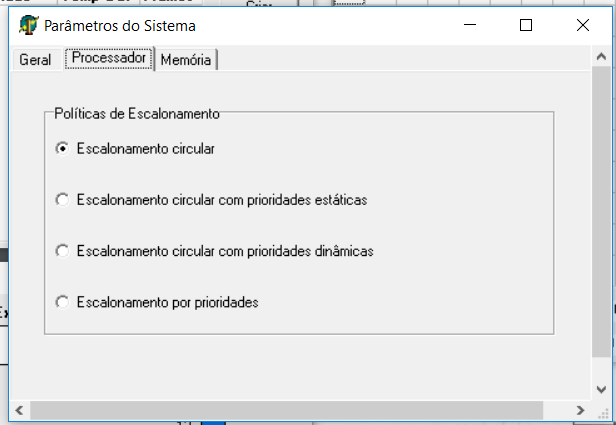 Criar
Parâmetros do Sistema
Geral
Processador
Memória
Políticas de Escalonamento
Escalonamento circular
Escalonamento circular com prioridades estáticas
Escalonamento circular com prioridades dinâmicas
Escalonamento por prioridades